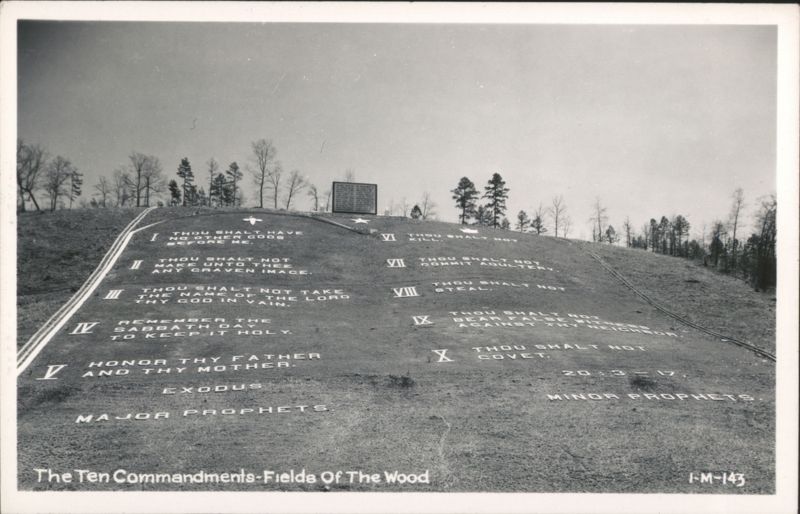 I THOU SHALT HAVE
NO OTHER GODS
BEFORE ME.
II THOU SHALT NOT
MAKE UNTO THEE
ANY GRAVEN IMAGE.
III THOU SHALT NOT TAKE
THE NAME OF THE LORD
THY GOD IN VAIN.
IV REMEMBER THE
SABBATH DAY
TO KEEP IT HOLY.
V HONOR THY FATHER
AND THY MOTHER.
EXODUS
MAJOR PROPHETS.
VI THOU SHALT NOT
KILL.
VII THOU SHALT NOT
COMMIT ADULTERY.
VIII THOU SHALT NOT
STEAL.
IX THOU SHALT NOT
BEAR FALSE WITNESS
AGAINST THY NEIGHBOR.
X THOU SHALT NOT
COVET.
20-3-17.
MINOR PROPHETS.
The Ten Commandments-Fields Of The Wood
1-M-143